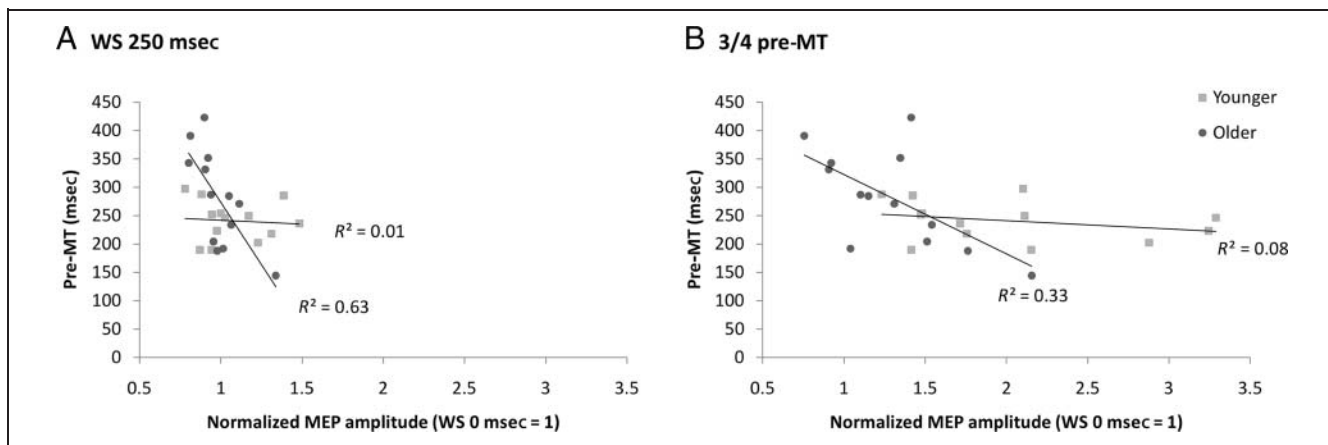 A WS 250 msec
450
400
350
300
250
200
150
100
50
0
Pre-MT (msec)
R² = 0.01
R² = 0.63
0.5 1 1.5 2 2.5 3 3.5
Normalized MEP amplitude (WS 0 msec = 1)
B 3/4 pre-MT
Younger
Older
450
400
350
300
250
200
150
100
50
0
Pre-MT (msec)
R² = 0.08
R² = 0.33
0.5 1 1.5 2 2.5 3 3.5
Normalized MEP amplitude (WS 0 msec = 1)